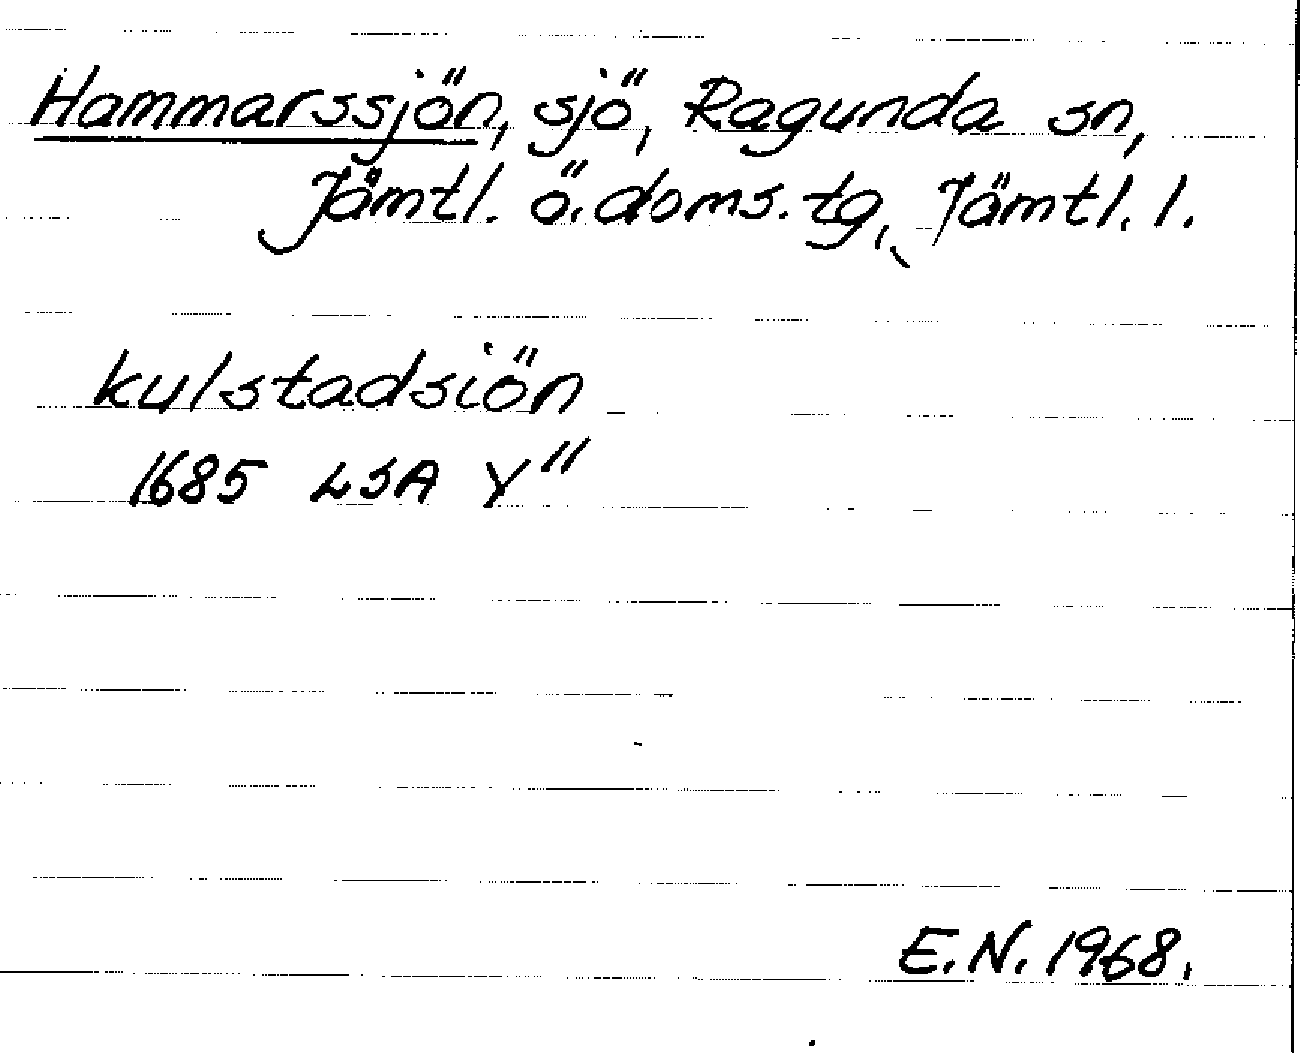 Hammarssjön, sjö, Ragunda sn,
Jämtl. ö. doms. tg, Jämtl. l.
kulstadsiön
1685 LSA Y"
E.N. 1968.